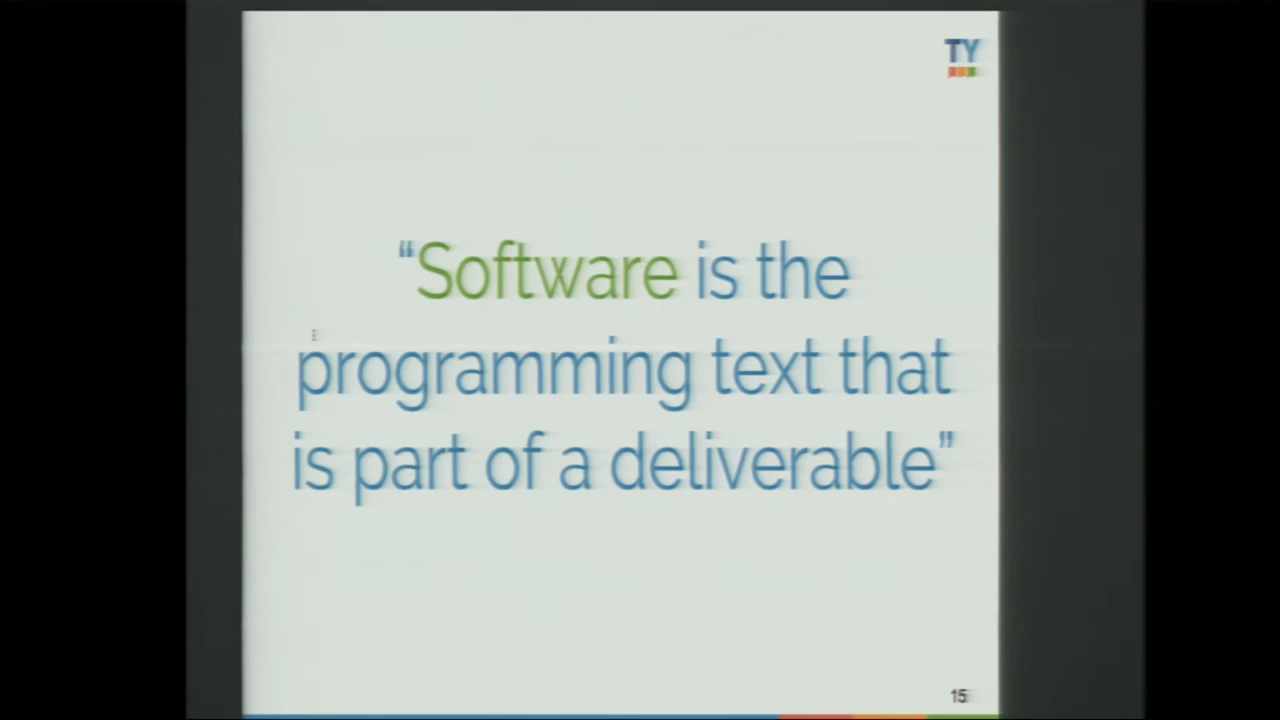 TY
“Software is the
programming text that
is part of a deliverable”
15